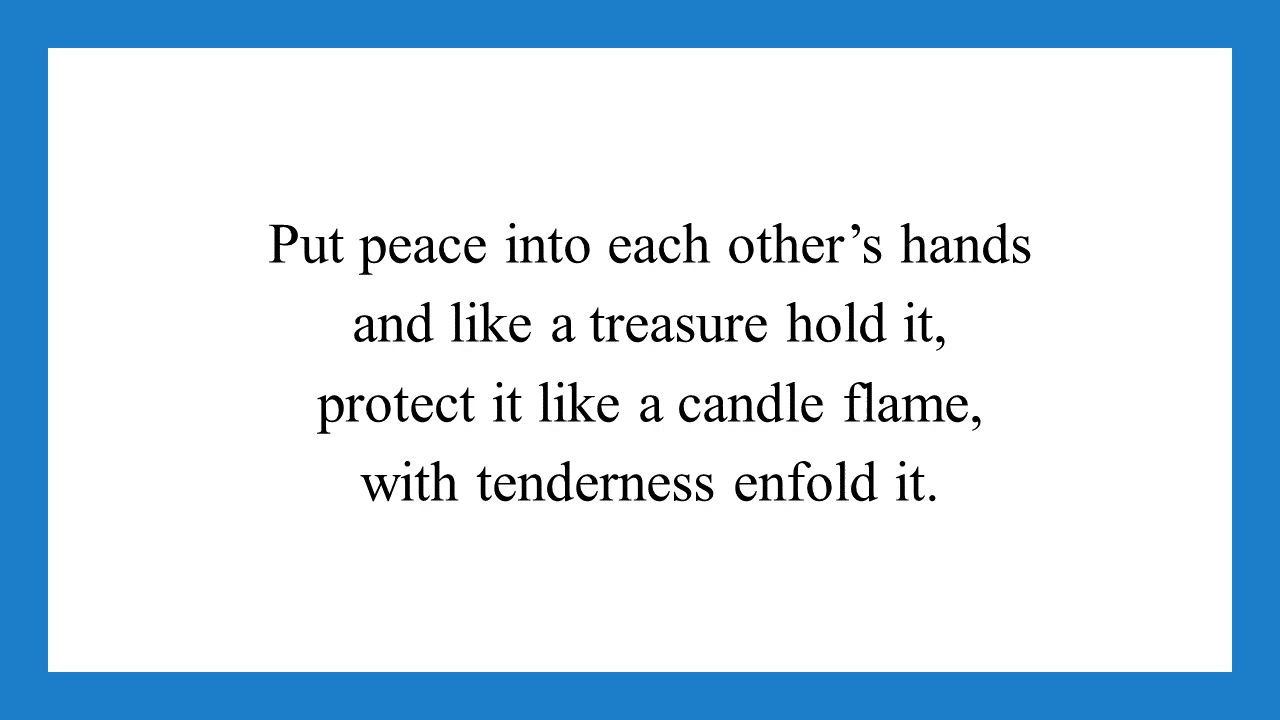 Put peace into each other’s hands
and like a treasure hold it,
protect it like a candle flame,
with tenderness enfold it.